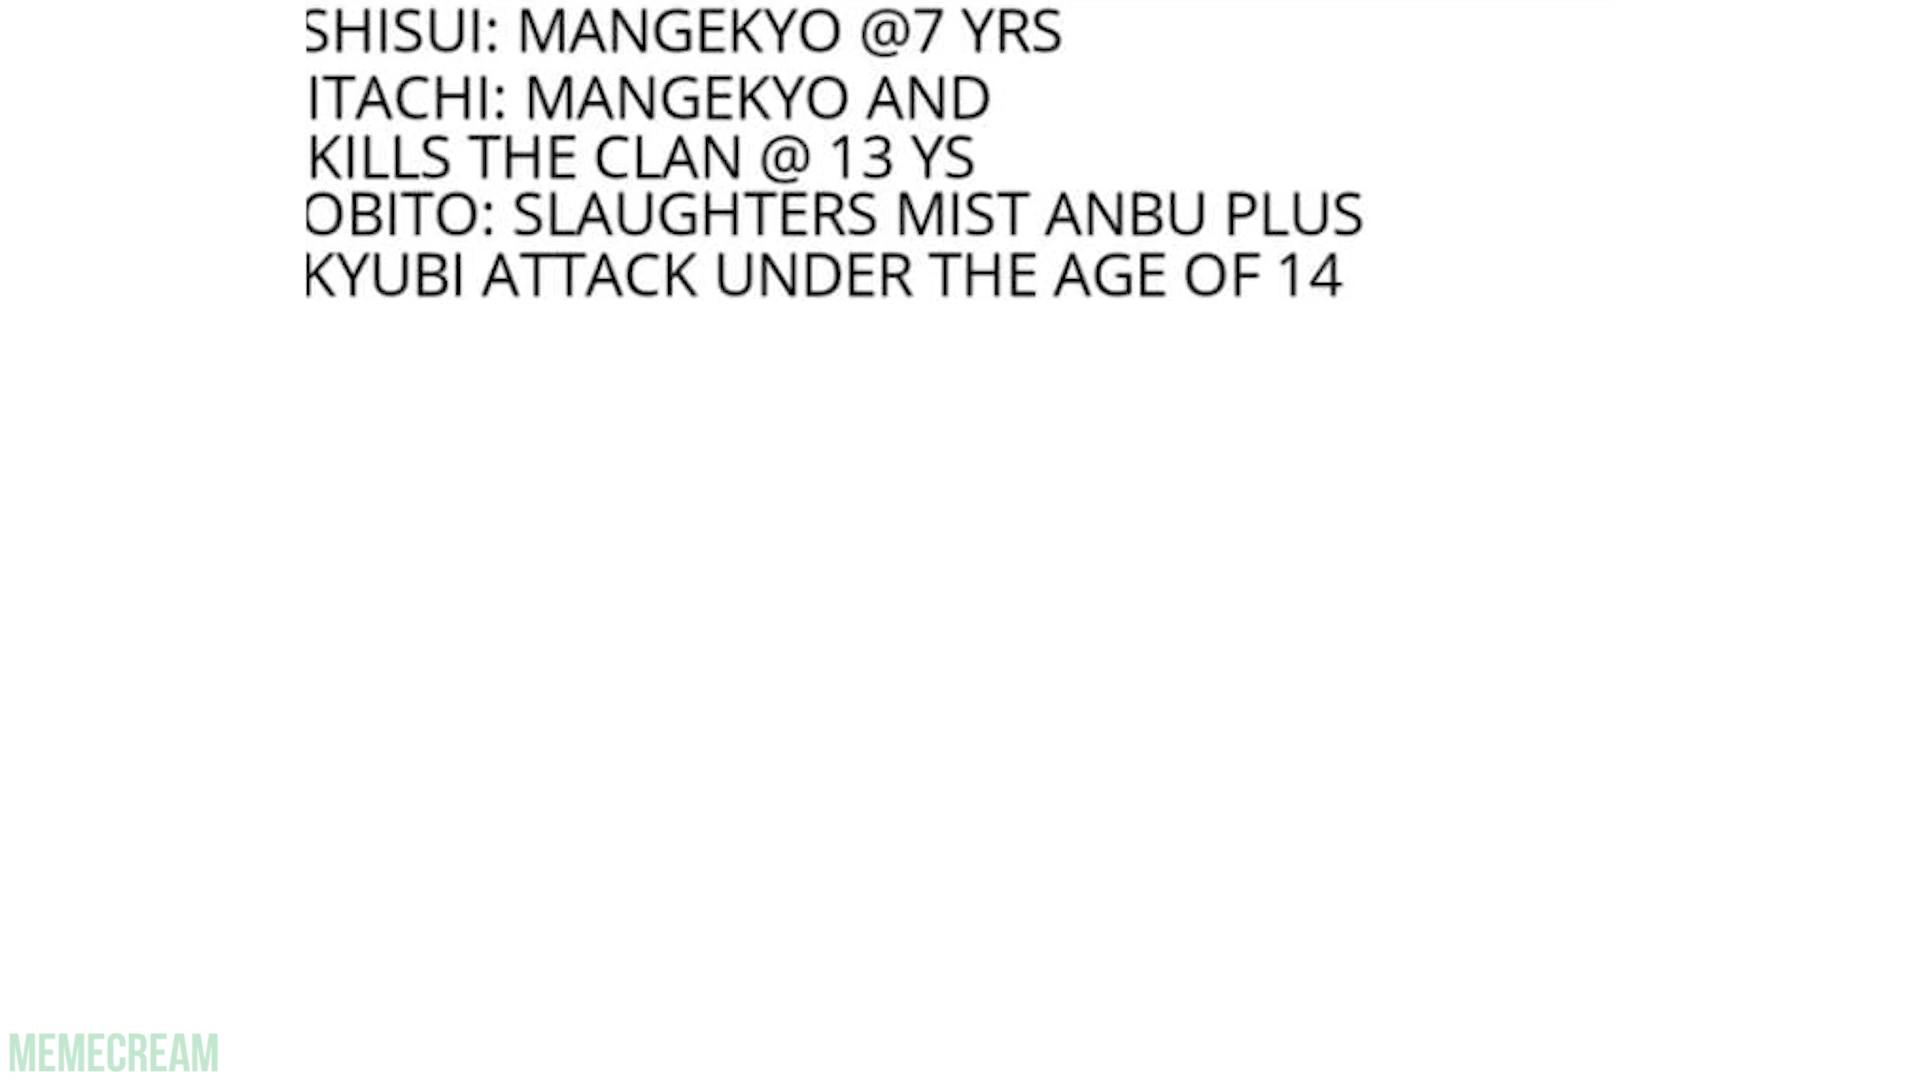 SHISUI: MANGEKYO @7 YRS
ITACHI: MANGEKYO AND
KILLS THE CLAN @ 13 YS
OBITO: SLAUGHTERS MIST ANBU PLUS
KYUBI ATTACK UNDER THE AGE OF 14
MEMECREAM